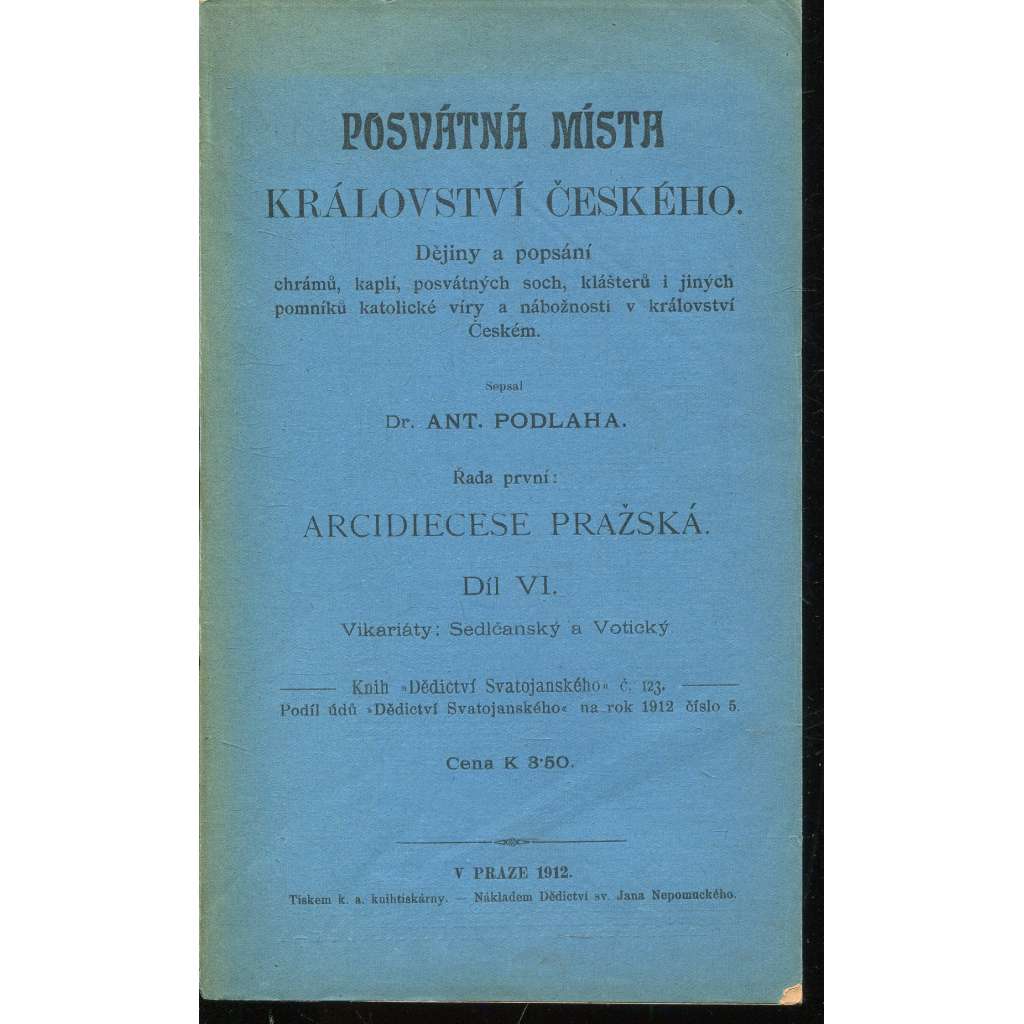 POSVÁTNÁ MÍSTA
KRÁLOVSTVÍ ČESKÉHO.
Dějiny a popsání
chrámů, kaplí, posvátných soch, klášterů i jiných
pomníků katolické víry a nábožnosti v království
Českém.
Sepsal
Dr. ANT. PODLAHA.
Řada první:
ARCIDIECESE PRAŽSKÁ.
Díl VI.
Vikariáty: Sedlčanský a Votický
Knih »Dědictví Svatojanského« č. 123.
Podíl údů »Dědictví Svatojanského« na rok 1912 číslo 5.
Cena K 3·50.
V PRAZE 1912.
Tiskem k. a. knihtiskárny. — Nákladem Dědictví sv. Jana Nepomuckého.